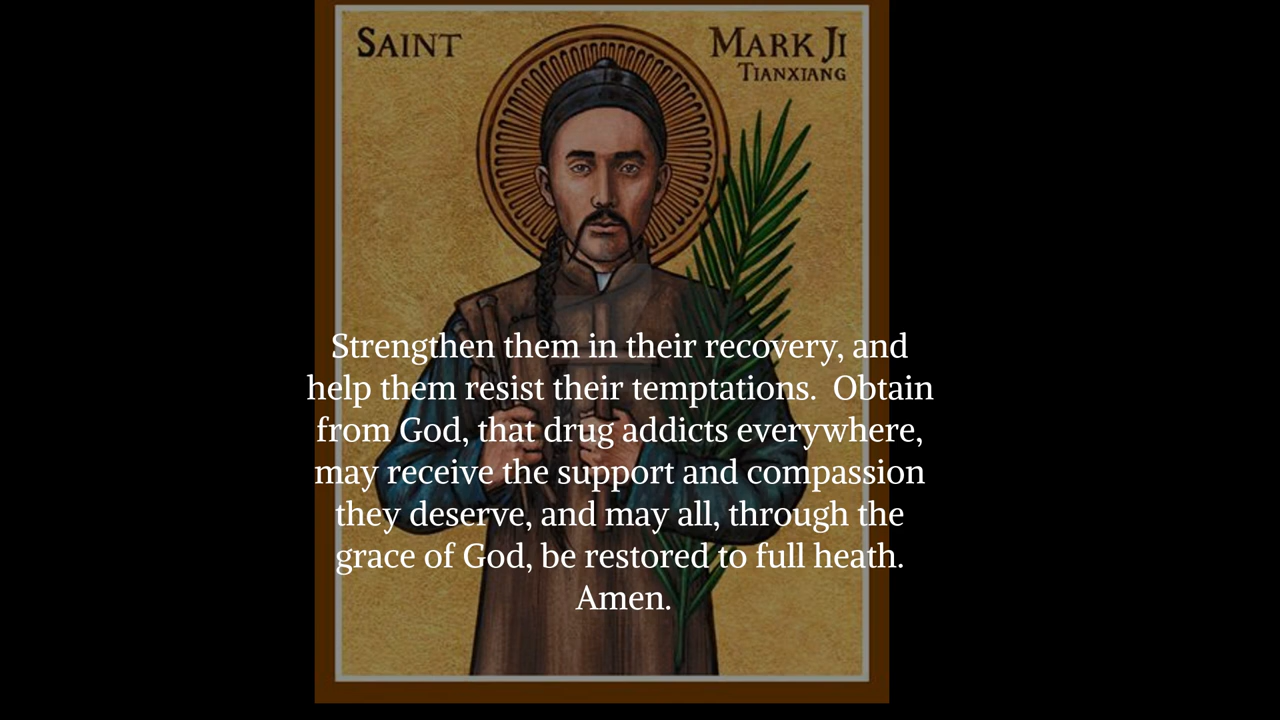 SAINT
MARK JI
TIANXIANG
Strengthen them in their recovery, and
help them resist their temptations.  Obtain
from God, that drug addicts everywhere,
may receive the support and compassion
they deserve, and may all, through the
grace of God, be restored to full heath.
Amen.